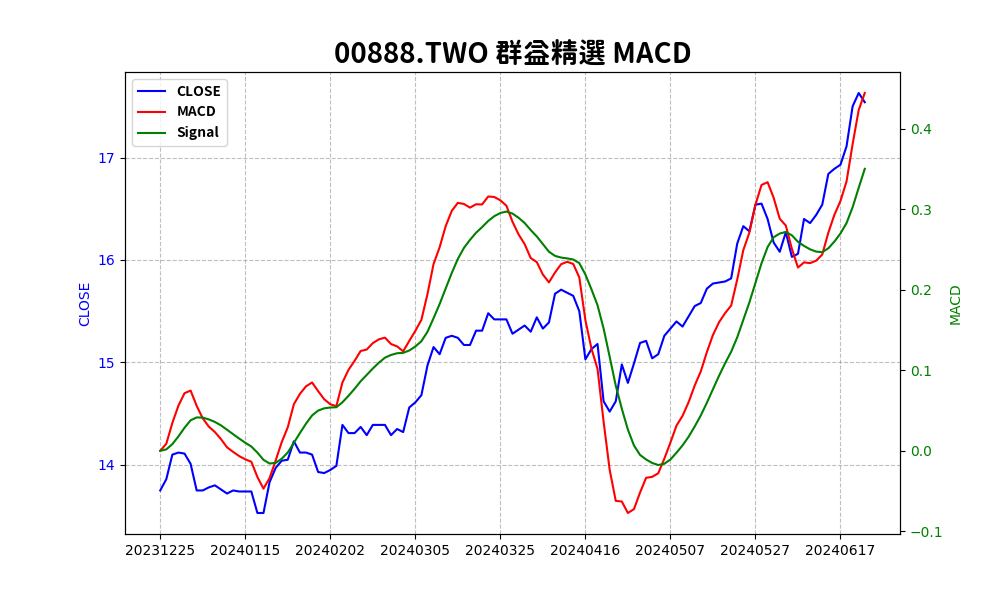 00888.TWO 群益精選 MACD
CLOSE
MACD
Signal
17
16
15
14
CLOSE
0.4
0.3
0.2
0.1
0.0
−0.1
MACD
20231225 20240115 20240202 20240305 20240325 20240416 20240507 20240527 20240617